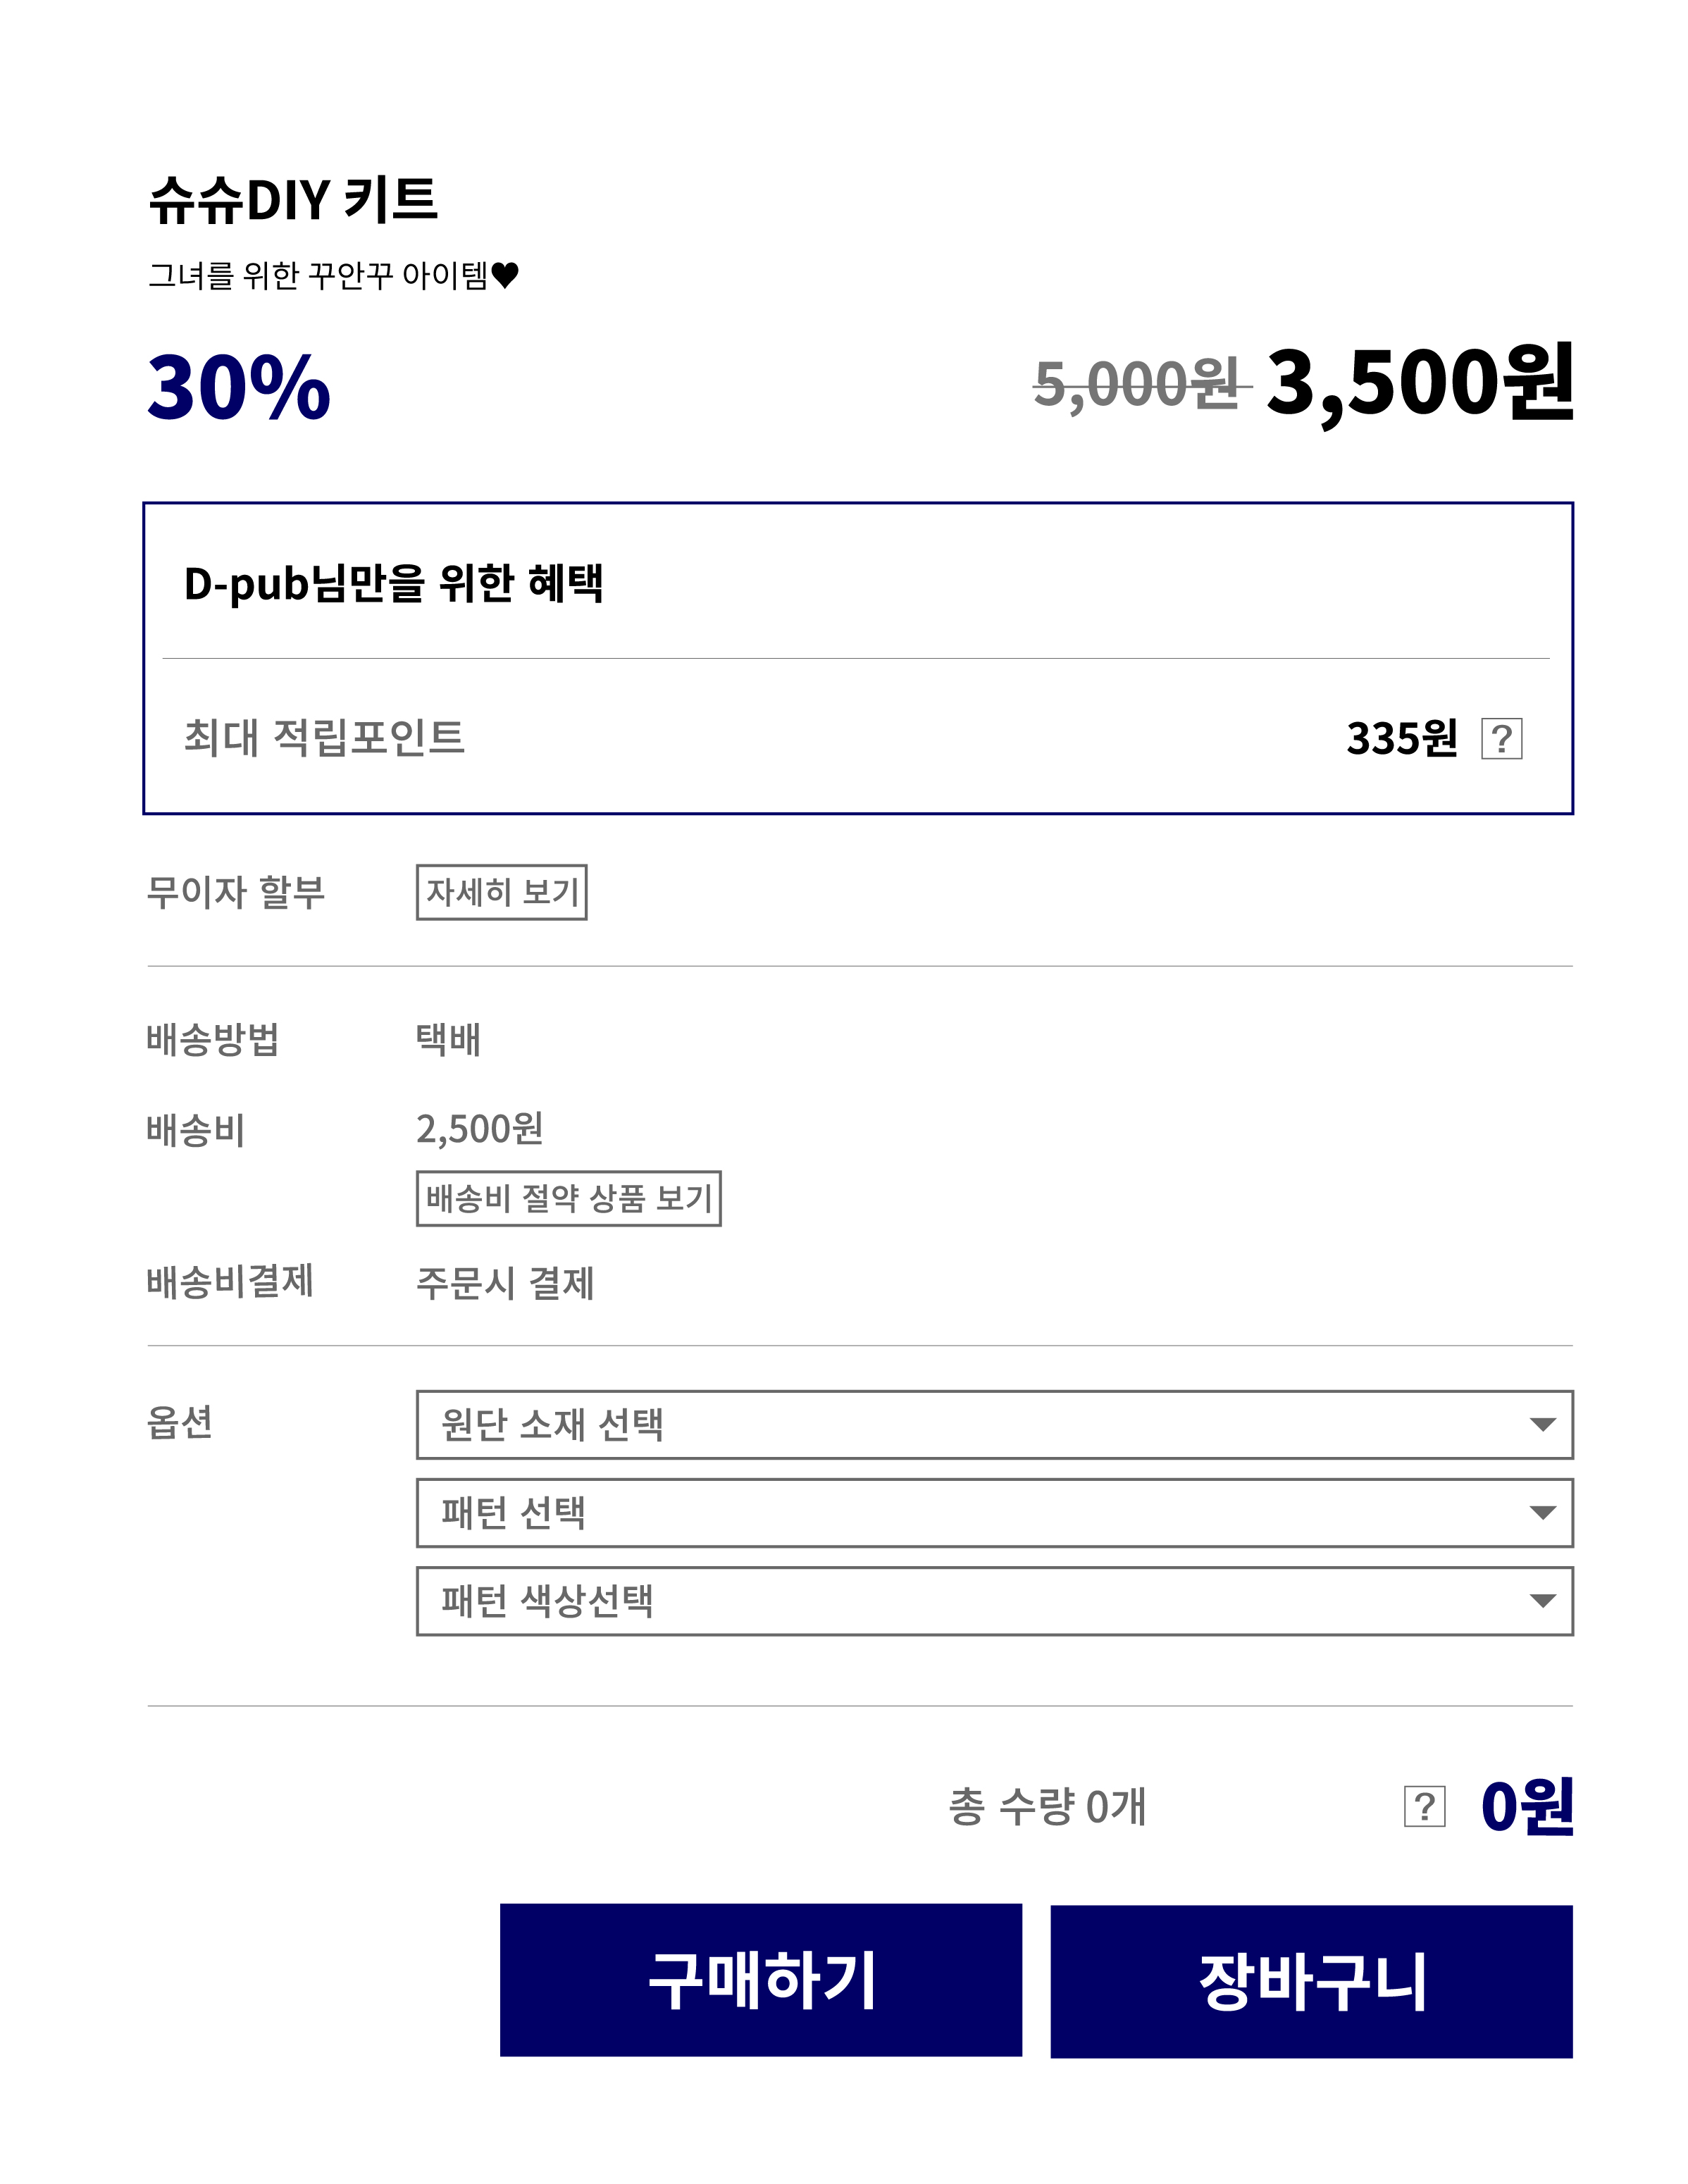 슈슈DIY 키트
그녀를 위한 꾸안꾸 아이템♥
30% 5,000원 3,500원
D-pub님만을 위한 혜택
최대 적립포인트 335원 ?
무이자 할부 자세히 보기
배송방법 택배
배송비 2,500원
배송비 절약 상품 보기
배송비결제 주문시 결제
옵션 원단 소재 선택
패턴 선택
패턴 색상선택
총 수량 0개 ? 0원
구매하기 장바구니